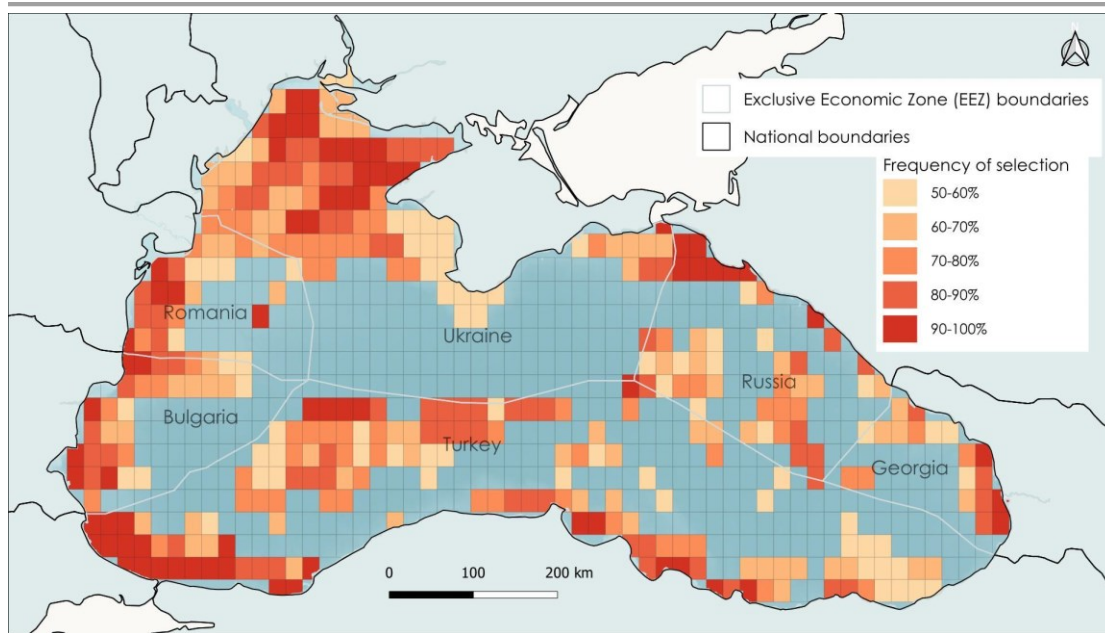 N
Exclusive Economic Zone (EEZ) boundaries
National boundaries
Frequency of selection
50-60%
60-70%
70-80%
80-90%
90-100%
Romania
Ukraine
Russia
Bulgaria
Turkey
Georgia
0 100 200 km